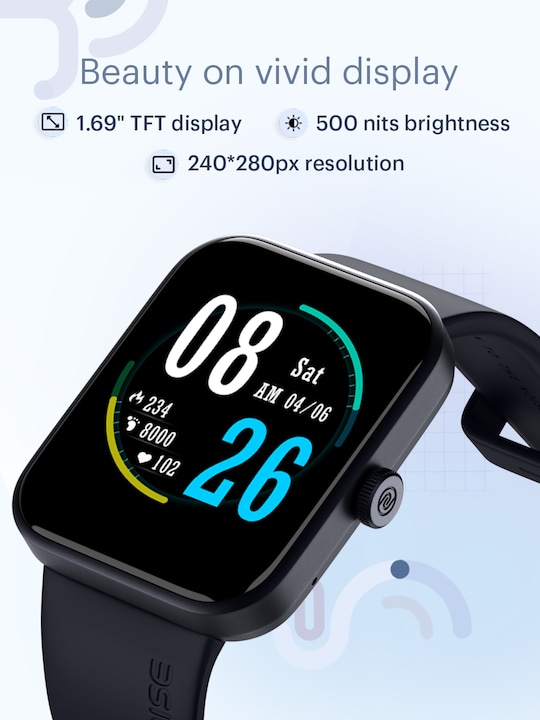 Beauty on vivid display
1.69" TFT display
500 nits brightness
240*280px resolution
08
Sat
AM 04/06
234
8000
102
26